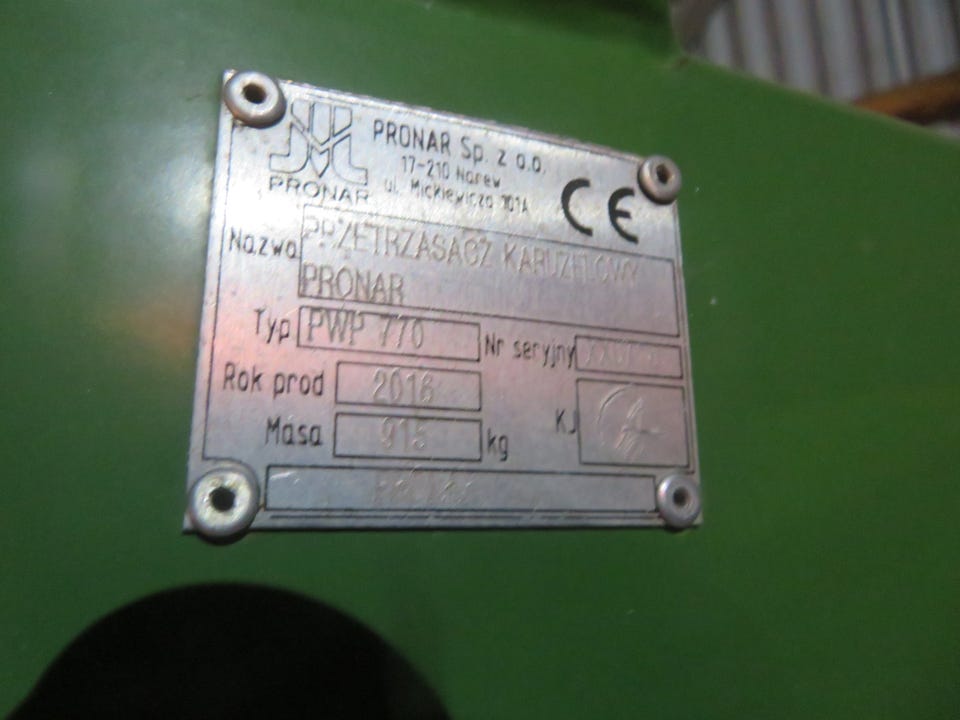 PRONAR Sp. z o.o.
17-210 Narew
ul. Mickiewicza 101A
PRONAR
CE
Nazwa PRZETRZASACZ KARUZELOWY
PRONAR
Typ PWP 770
Nr seryjny
Rok prod 2016
Masa 915 kg
KJ